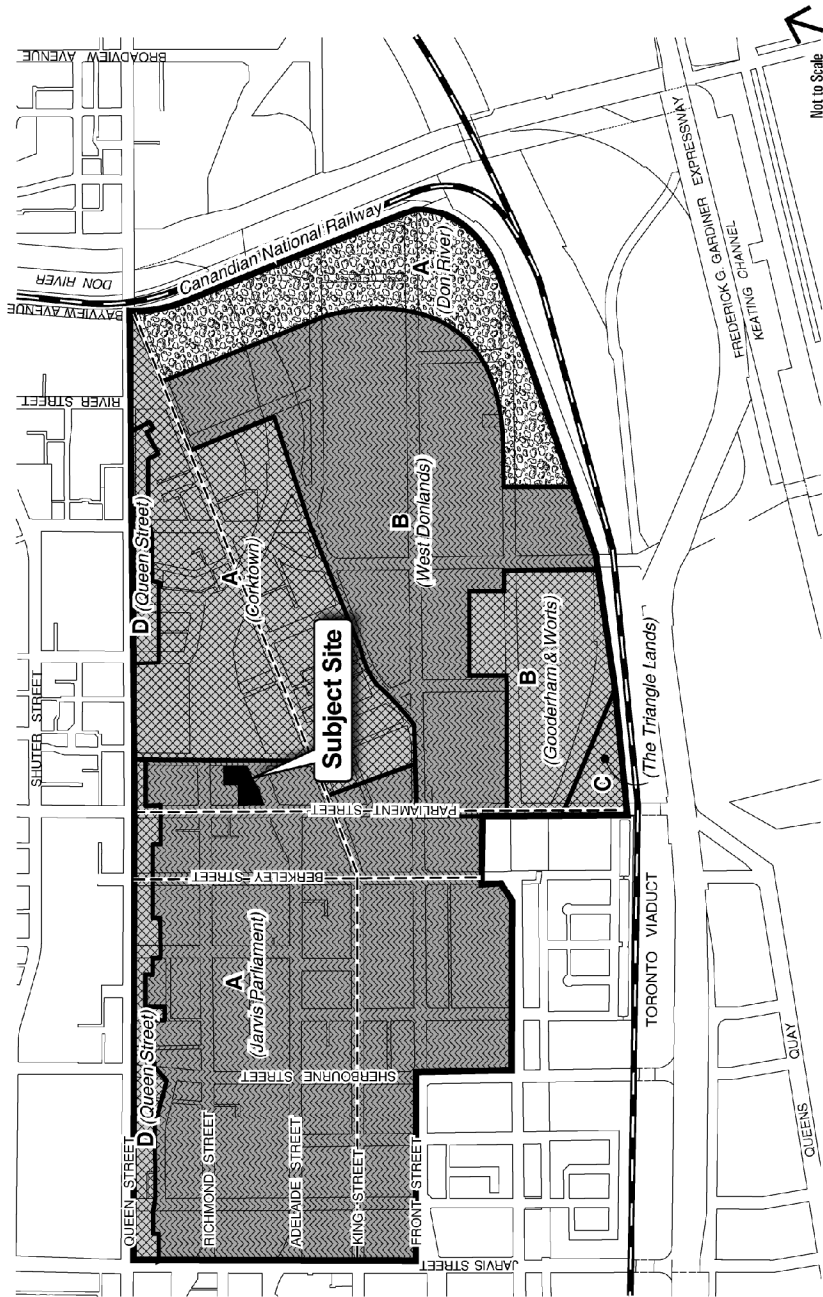 BROADVIEW AVENUE
DON RIVER
BAYVIEW AVENUE
Canandian National Railway
RIVER STREET
A
(Don River)
FREDERICK G. GARDINER EXPRESSWAY
KEATING CHANNEL
Not to Scale
SHUTER STREET
D (Queen Street)
A
(Corktown)
B
(West Donlands)
Subject Site
B
(Gooderham & Worts)
C
(The Triangle Lands)
PARLIAMENT STREET
BERKELEY STREET
A
(Jarvis Parliament)
SHERBOURNE
STREET
D (Queen Street)
QUEEN STREET
RICHMOND STREET
ADELAIDE STREET
KING STREET
FRONT STREET
JARVIS STREET
TORONTO VIADUCT
QUEENS
QUAY